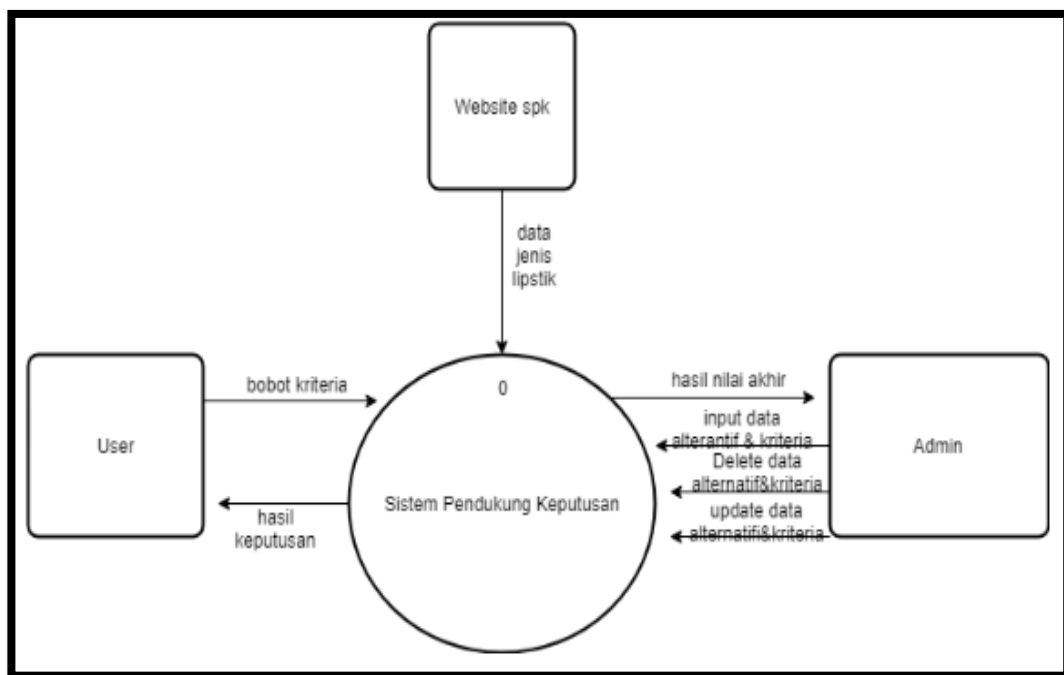 Website spk
data
jenis
lipstik
0
bobot kriteria
hasil nilai akhir
input data
alterantif & kriteria
User
Admin
Delete data
alternatif&kriteria
Sistem Pendukung Keputusan
hasil
keputusan
update data
alternatifi&kriteria